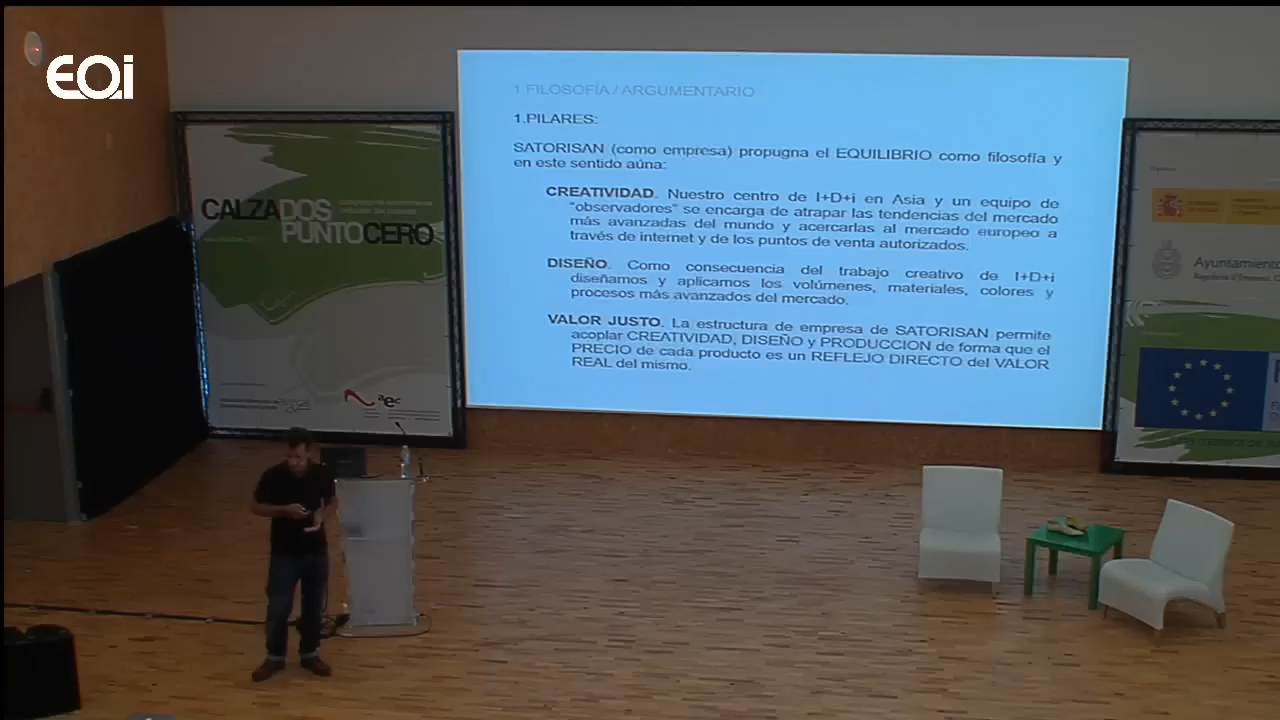 EOi
1.FILOSOFÍA / ARGUMENTARIO
1.PILARES:
SATORISAN (como empresa) propugna el EQUILIBRIO como filosofía y
en este sentido aúna:
CREATIVIDAD. Nuestro centro de I+D+i en Asia y un equipo de
"observadores" se encarga de atrapar las tendencias del mercado
más avanzadas del mundo y acercarlas al mercado europeo a
través de internet y de los puntos de venta autorizados.
DISEÑO. Como consecuencia del trabajo creativo de I+D+i
diseñamos y aplicamos los volúmenes, materiales, colores y
procesos más avanzados del mercado.
VALOR JUSTO. La estructura de empresa de SATORISAN permite
acoplar CREATIVIDAD, DISEÑO y PRODUCCION de forma que el
PRECIO de cada producto es un REFLEJO DIRECTO del VALOR
REAL del mismo.
CALZADOS
PUNTOCERO
aec
Ayuntamiento